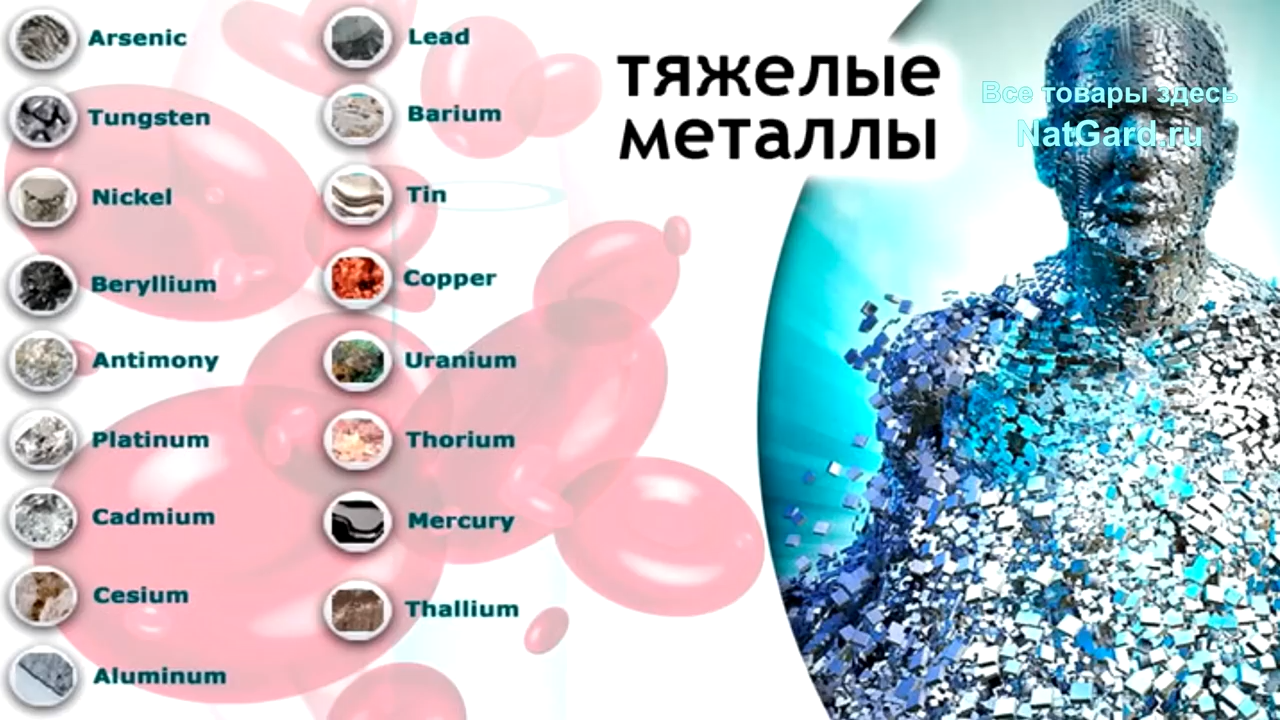 Arsenic
Tungsten
Nickel
Beryllium
Antimony
Platinum
Cadmium
Cesium
Aluminum
Lead
Barium
Tin
Copper
Uranium
Thorium
Mercury
Thallium
тяжелые
металлы
Все товары здесь
NatGard.ru